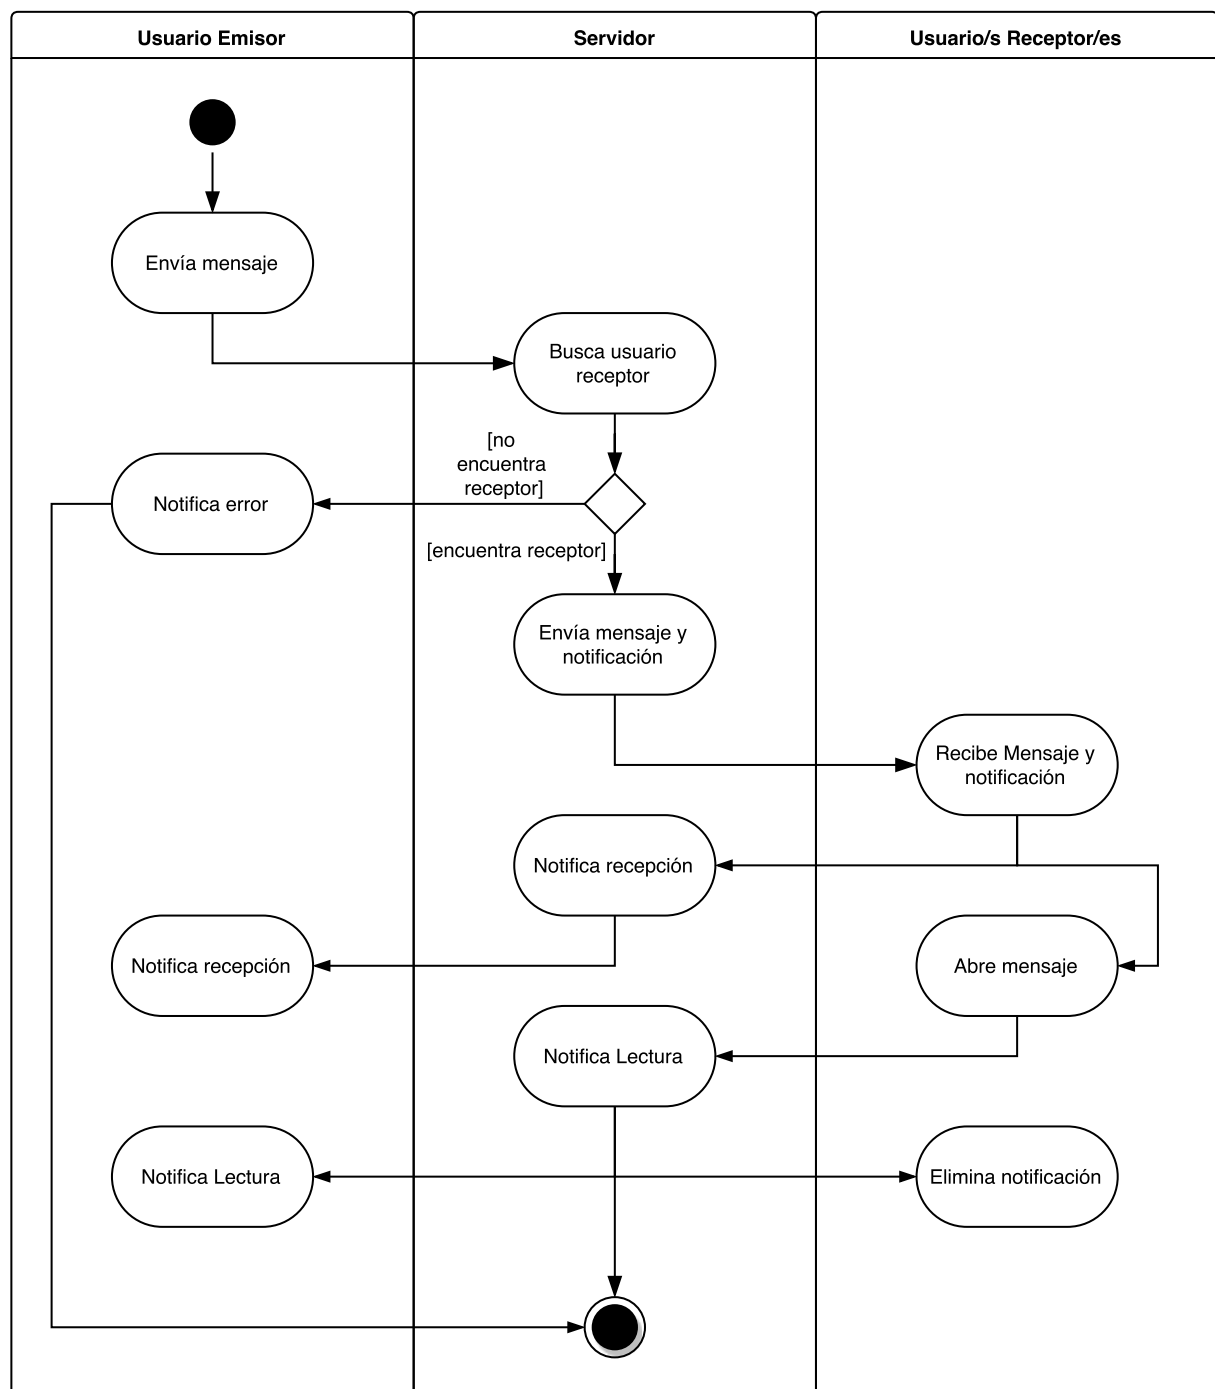 Usuario Emisor
Servidor
Usuario/s Receptor/es
Envía mensaje
Busca usuario
receptor
[no
encuentra
receptor]
Notifica error
[encuentra receptor]
Envía mensaje y
notificación
Recibe Mensaje y
notificación
Notifica recepción
Notifica recepción
Abre mensaje
Notifica Lectura
Notifica Lectura
Elimina notificación